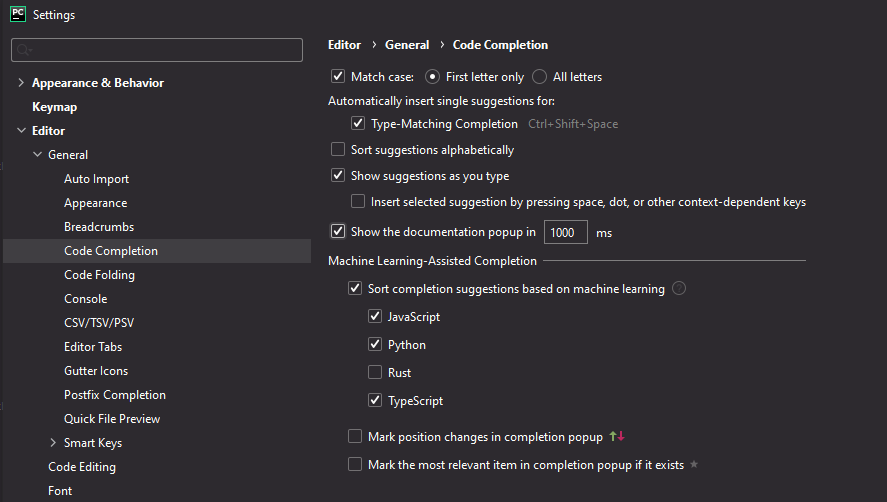 PC Settings
Appearance & Behavior
Keymap
Editor
General
Auto Import
Appearance
Breadcrumbs
Code Completion
Code Folding
Console
CSV/TSV/PSV
Editor Tabs
Gutter Icons
Postfix Completion
Quick File Preview
Smart Keys
Code Editing
Font
Editor › General › Code Completion
Match case: First letter only All letters
Automatically insert single suggestions for:
Type-Matching Completion Ctrl+Shift+Space
Sort suggestions alphabetically
Show suggestions as you type
Insert selected suggestion by pressing space, dot, or other context-dependent keys
Show the documentation popup in 1000 ms
Machine Learning-Assisted Completion
Sort completion suggestions based on machine learning ?
JavaScript
Python
Rust
TypeScript
Mark position changes in completion popup
Mark the most relevant item in completion popup if it exists